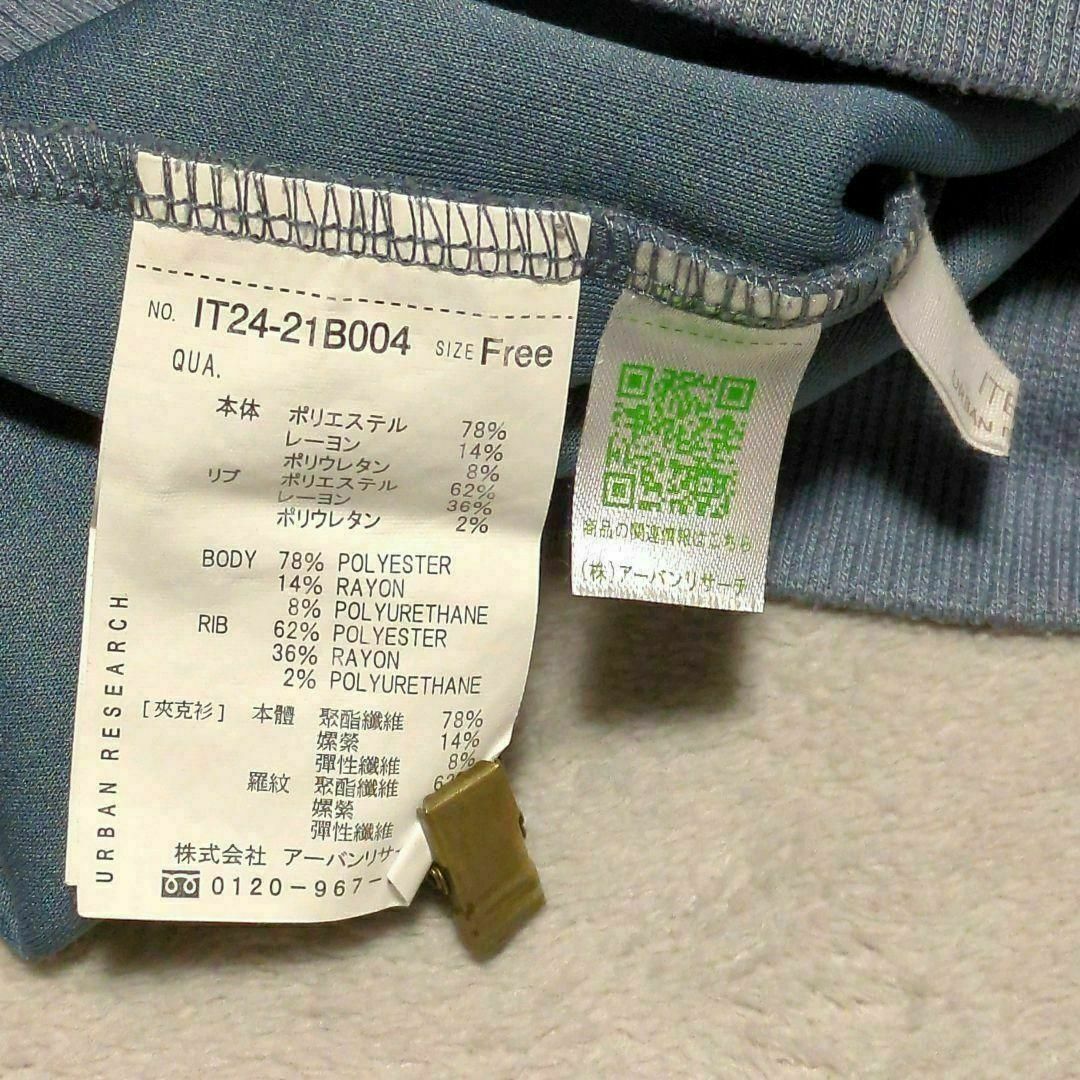 NO. IT24-21B004 SIZE Free
QUA.
本体 ポリエステル 78%
レーヨン 14%
ポリウレタン 8%
リブ ポリエステル 62%
レーヨン 36%
ポリウレタン 2%
BODY 78% POLYESTER
14% RAYON
8% POLYURETHANE
RIB 62% POLYESTER
36% RAYON
2% POLYURETHANE
[夾克衫] 本體 聚酯纖維 78%
嫘縈 14%
彈性纖維 8%
羅紋 聚酯纖維
嫘縈
彈性纖維
株式会社 アーバンリサ
0120-967-
URBAN RESEARCH
商品の関連情報はこちら
(株)アーバンリサーチ
URBAN